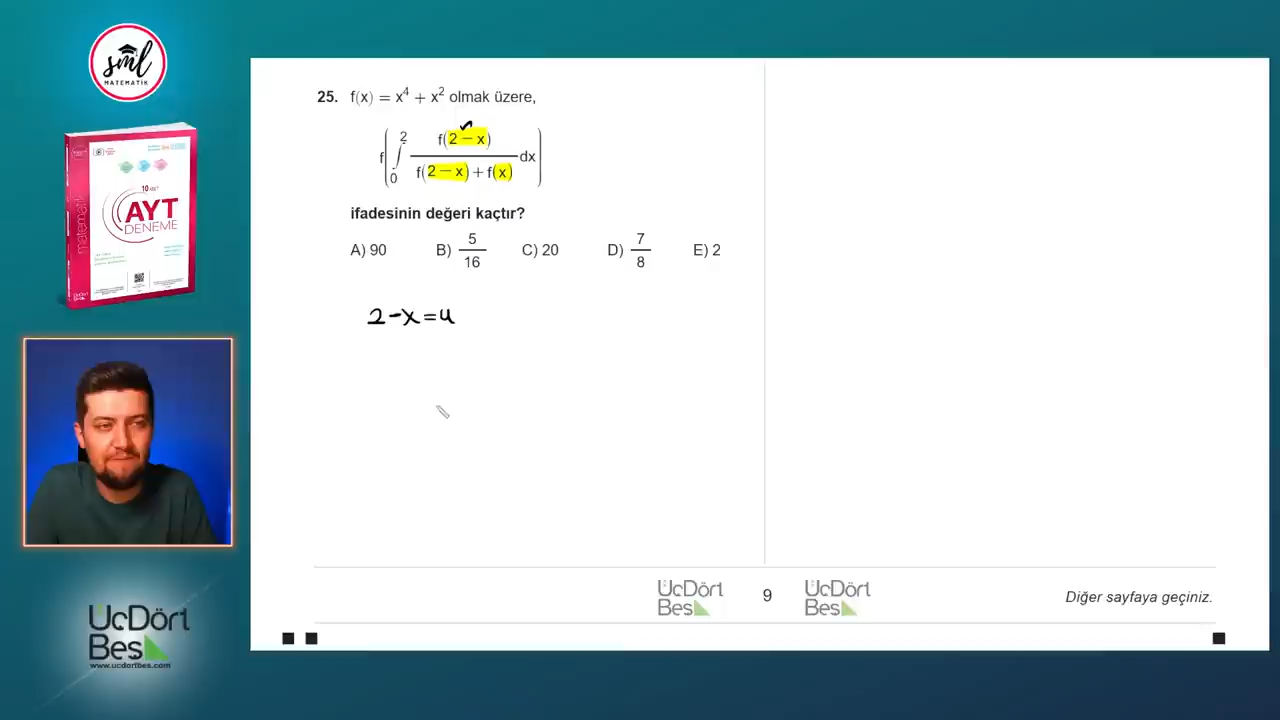 sml
MATEMATİK
10 ADET
AYT
DENEME
matematik
ÜçDört
Beş
www.ucdortbes.com
25. f(x) = x⁴ + x² olmak üzere,
f(∫₀² f(2 − x) / (f(2 − x) + f(x)) dx)
ifadesinin değeri kaçtır?
A) 90 B) 5/16 C) 20 D) 7/8 E) 2
2-x=u
ÜçDört
Beş
9
ÜçDört
Beş
Diğer sayfaya geçiniz.